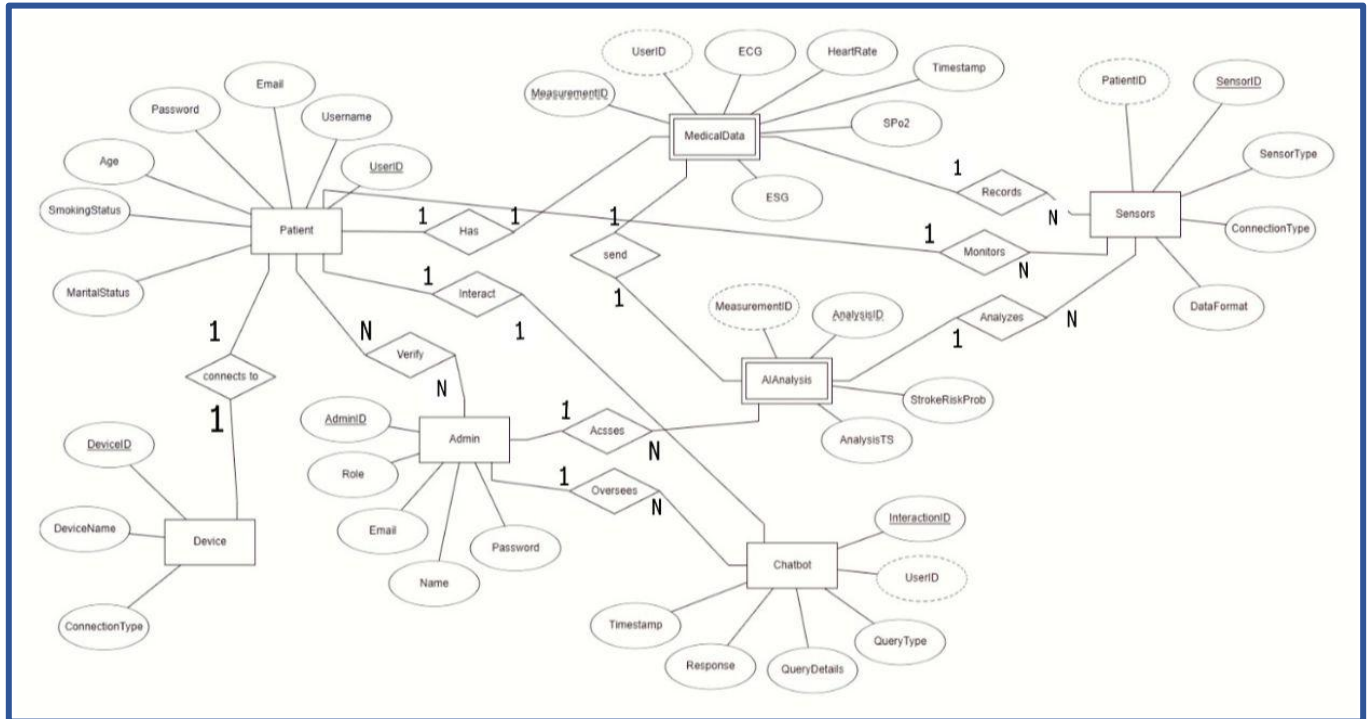 UserID
ECG
HeartRate
Timestamp
MeasurementID
SPo2
MedicalData
ESG
Email
Password
Username
Age
UserID
SmokingStatus
Patient
MaritalStatus
PatientID
SensorID
SensorType
Sensors
ConnectionType
DataFormat
1
Has
1
1
send
1
1
Records
N
1
Monitors
N
1
Interact
1
1
Analyzes
N
MeasurementID
AnalysisID
AIAnalysis
StrokeRiskProb
AnalysisTS
1
connects to
1
N
Verify
N
AdminID
Admin
Role
Email
Name
Password
1
Acsses
N
1
Oversees
N
DeviceID
DeviceName
Device
ConnectionType
InteractionID
Chatbot
UserID
Timestamp
QueryType
Response
QueryDetails